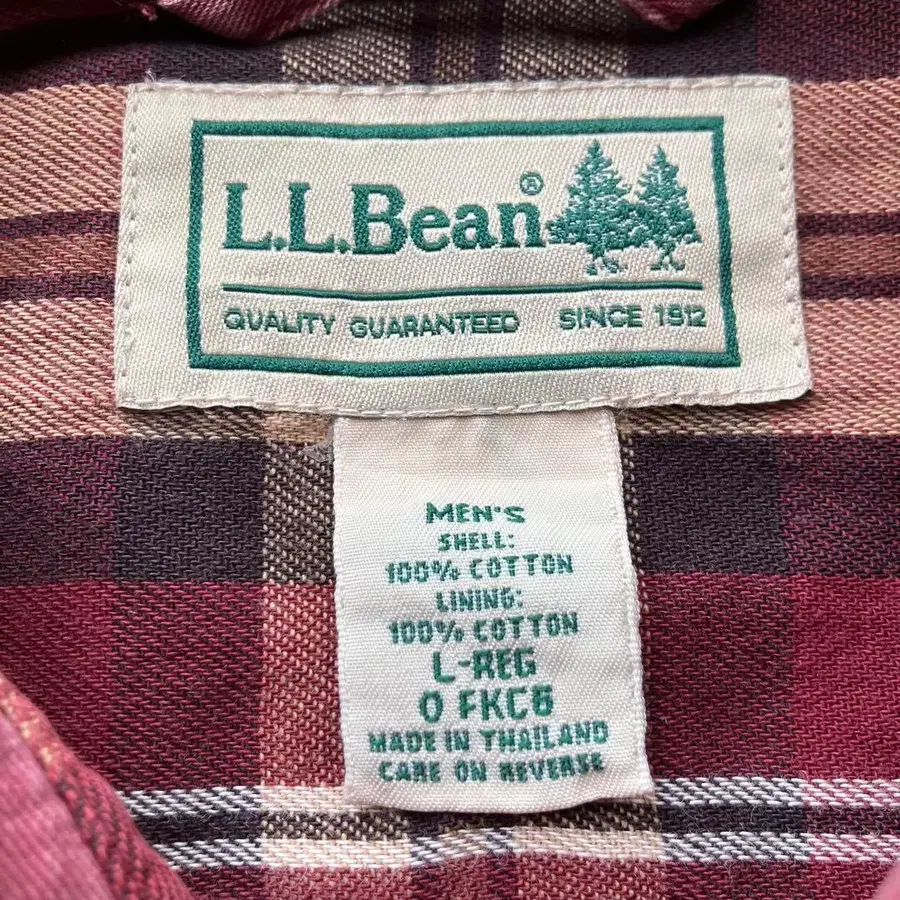 L.L.Bean®
QUALITY GUARANTEED SINCE 1912
MEN'S
SHELL:
100% COTTON
LINING:
100% COTTON
L-REG
0 FKC6
MADE IN THAILAND
CARE ON REVERSE